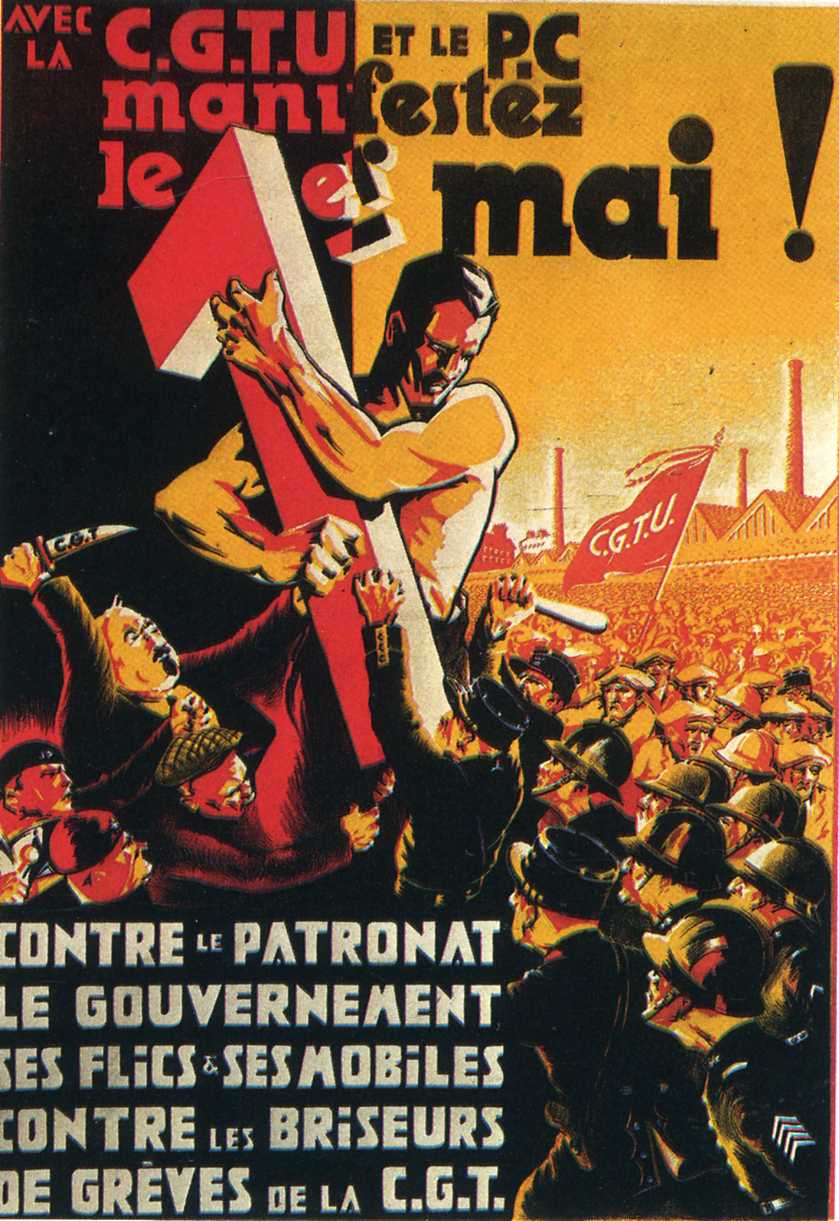 AVEC LA C.G.T.U ET LE P.C
manifestez
le 1er mai !
C.G.T
C.G.T.U.
CONTRE LE PATRONAT
LE GOUVERNEMENT
SES FLICS & SES MOBILES
CONTRE LES BRISEURS
DE GRÈVES DE LA C.G.T.